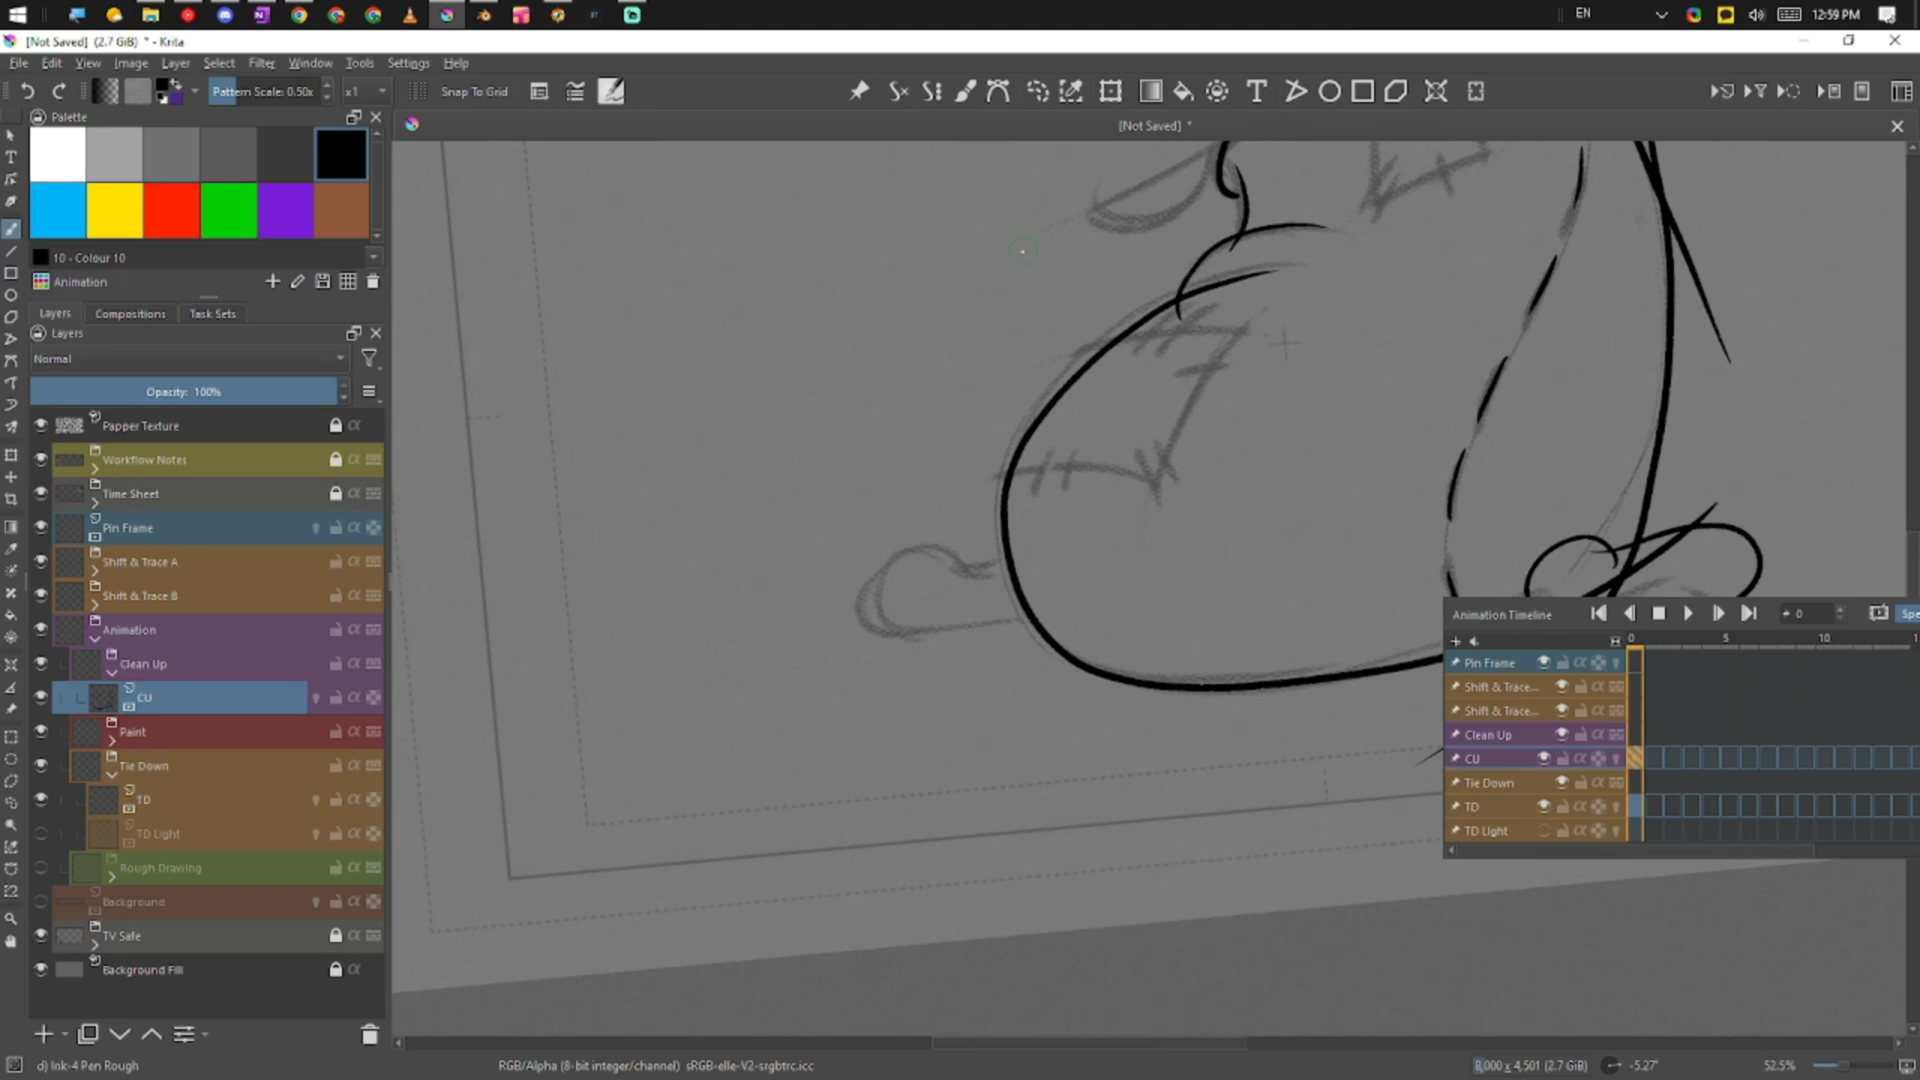 EN
12:59 PM
[Not Saved] (2.7 GiB) * - Krita
File Edit View Image Layer Select Filter Window Tools Settings Help
Pattern Scale: 0.50x
x1
Snap To Grid
Palette
[Not Saved] *
10 - Colour 10
Animation
Layers Compositions Task Sets
Layers
Normal
Opacity: 100%
Papper Texture
Workflow Notes
Time Sheet
Pin Frame
Shift & Trace A
Shift & Trace B
Animation
Clean Up
CU
Paint
Tie Down
TD
TD Light
Rough Drawing
Background
TV Safe
Background Fill
Animation Timeline
0
Spe
0 5 10 1
Pin Frame
Shift & Trace...
Shift & Trace...
Clean Up
CU
Tie Down
TD
TD Light
d) Ink-4 Pen Rough
RGB/Alpha (8-bit integer/channel) sRGB-elle-V2-srgbtrc.icc
8,000 x 4,501 (2.7 GiB)
-5.27°
52.5%